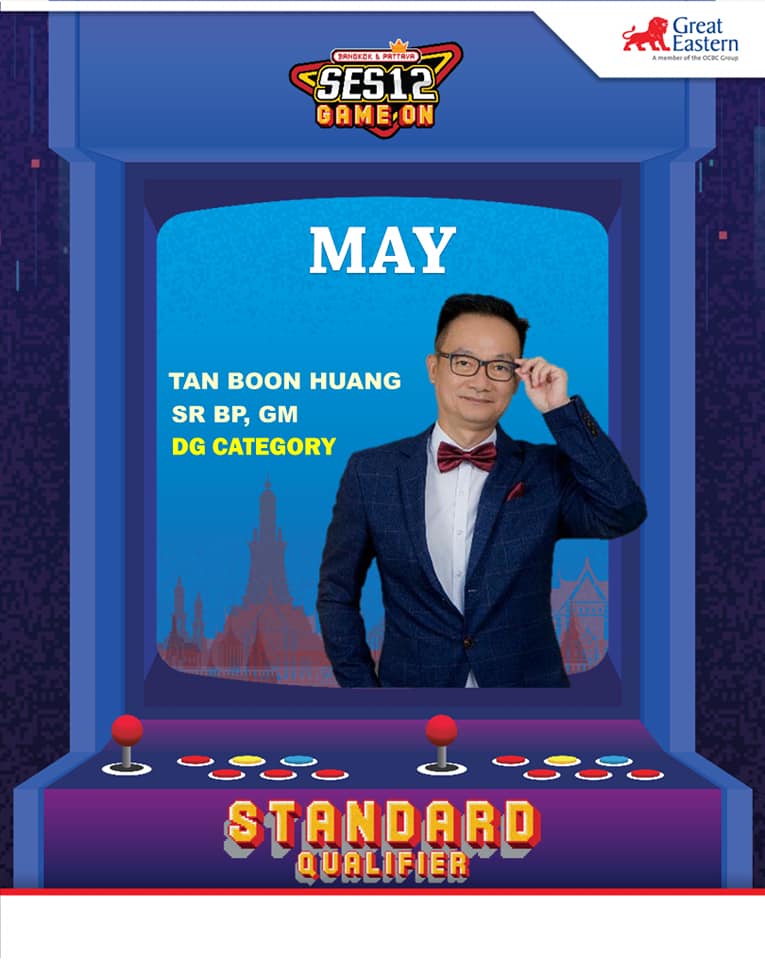 Great
Eastern
A member of the OCBC Group
BANGKOK & PATTAYA
SES12
GAME ON
MAY
TAN BOON HUANG
SR BP, GM
DG CATEGORY
STANDARD
QUALIFIER